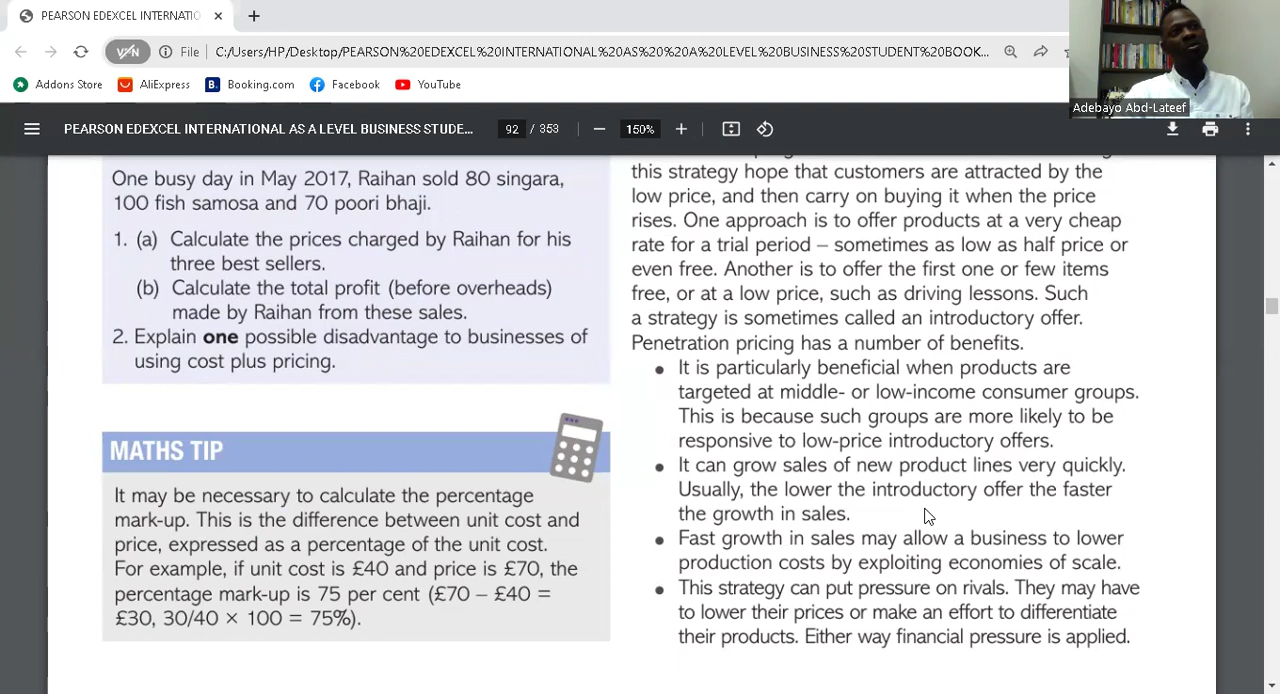 PEARSON EDEXCEL INTERNATIO
File
C:/Users/HP/Desktop/PEARSON%20EDEXCEL%20INTERNATIONAL%20AS%20%20A%20LEVEL%20BUSINESS%20STUDENT%20BOOK...
Addons Store
AliExpress
B.
Booking.com
Facebook
YouTube
Adebayo Abd-Lateef
PEARSON EDEXCEL INTERNATIONAL AS A LEVEL BUSINESS STUDE...
92 / 353
150%
One busy day in May 2017, Raihan sold 80 singara,
100 fish samosa and 70 poori bhaji.
1. (a) Calculate the prices charged by Raihan for his
three best sellers.
(b) Calculate the total profit (before overheads)
made by Raihan from these sales.
2. Explain one possible disadvantage to businesses of
using cost plus pricing.
MATHS TIP
It may be necessary to calculate the percentage
mark-up. This is the difference between unit cost and
price, expressed as a percentage of the unit cost.
For example, if unit cost is £40 and price is £70, the
percentage mark-up is 75 per cent (£70 – £40 =
£30, 30/40 × 100 = 75%).
this strategy hope that customers are attracted by the
low price, and then carry on buying it when the price
rises. One approach is to offer products at a very cheap
rate for a trial period – sometimes as low as half price or
even free. Another is to offer the first one or few items
free, or at a low price, such as driving lessons. Such
a strategy is sometimes called an introductory offer.
Penetration pricing has a number of benefits.
• It is particularly beneficial when products are
targeted at middle- or low-income consumer groups.
This is because such groups are more likely to be
responsive to low-price introductory offers.
• It can grow sales of new product lines very quickly.
Usually, the lower the introductory offer the faster
the growth in sales.
• Fast growth in sales may allow a business to lower
production costs by exploiting economies of scale.
• This strategy can put pressure on rivals. They may have
to lower their prices or make an effort to differentiate
their products. Either way financial pressure is applied.